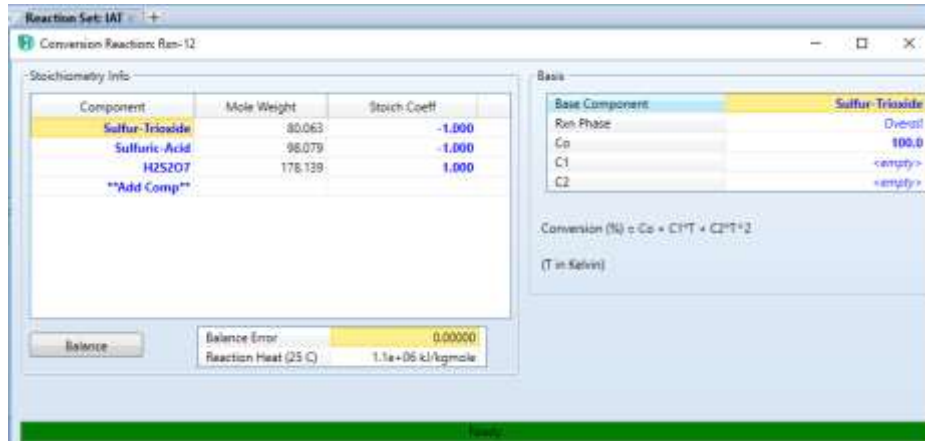 Reaction Set: IAT +
Conversion Reaction: Rxn-12
Stoichiometry Info
Component Mole Weight Stoich Coeff
Sulfur-Trioxide 80.063 -1.000
Sulfuric-Acid 98.079 -1.000
H2S2O7 178.139 1.000
**Add Comp**
Balance
Balance Error 0.00000
Reaction Heat (25 C) 1.1e+06 kJ/kgmole
Basis
Base Component Sulfur-Trioxide
Rxn Phase Overall
Co 100.0
C1 <empty>
C2 <empty>
Conversion (%) = Co + C1*T + C2*T^2
(T in Kelvin)
Ready